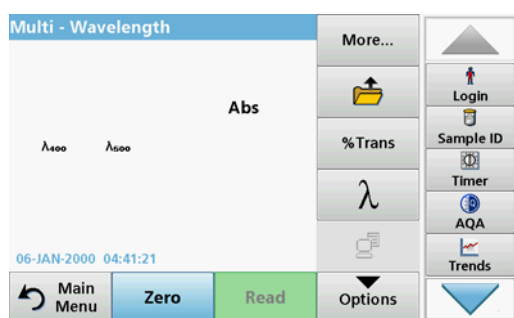 Multi - Wavelength
Abs
λ₄₀₀ λ₅₀₀
06-JAN-2000 04:41:21
Main
Menu
Zero
Read
More...
%Trans
λ
Options
Login
Sample ID
Timer
AQA
Trends